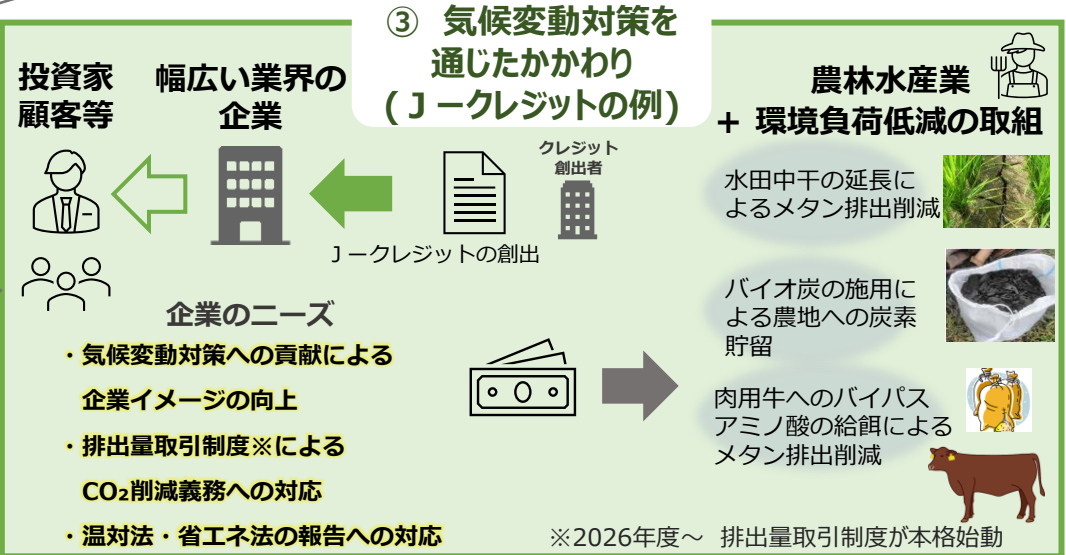 ③ 気候変動対策を
通じたかかわり
(Jークレジットの例)
投資家
顧客等
幅広い業界の
企業
クレジット
創出者
Jークレジットの創出
企業のニーズ
・気候変動対策への貢献による
企業イメージの向上
・排出量取引制度※による
CO₂削減義務への対応
・温対法・省エネ法の報告への対応
農林水産業
+ 環境負荷低減の取組
水田中干の延長に
よるメタン排出削減
バイオ炭の施用に
よる農地への炭素
貯留
肉用牛へのバイパス
アミノ酸の給餌による
メタン排出削減
※2026年度～ 排出量取引制度が本格始動